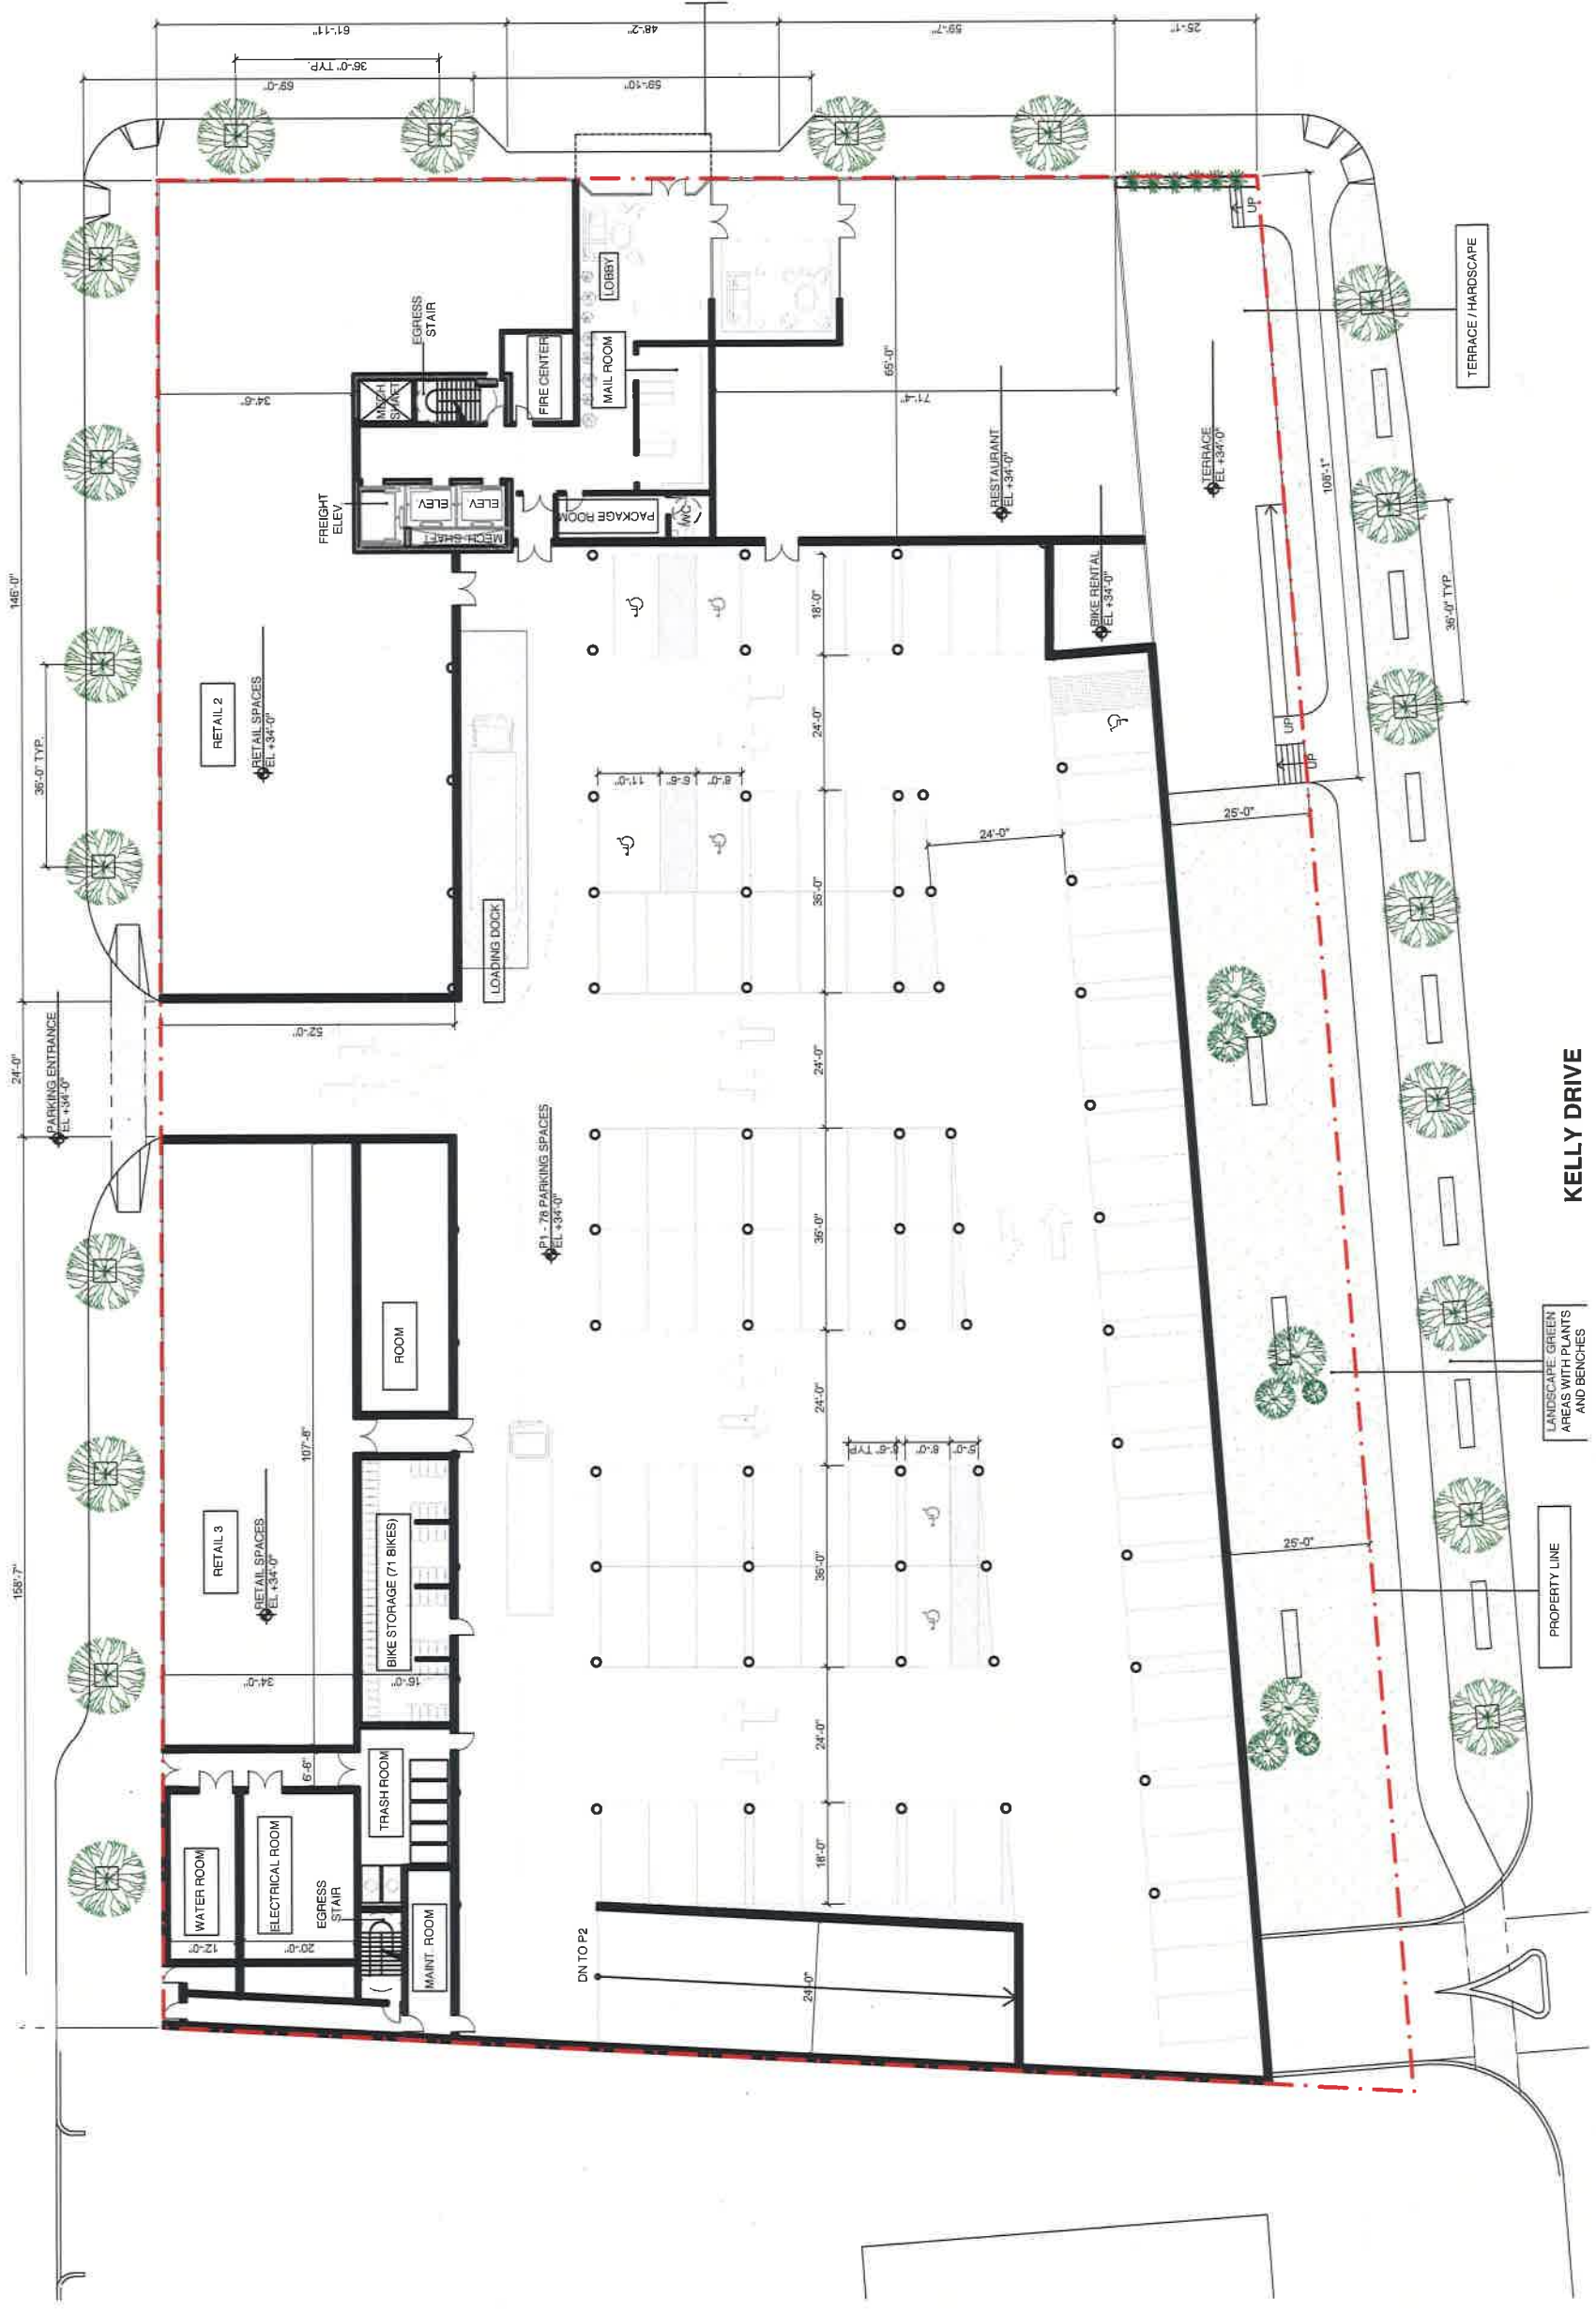 61'-11"
48'-2"
59'-7"
25'-1"
36'-0" TYP.
69'-0"
59'-10"
146'-0"
24'-0"
158'-7"
36'-0" TYP.
PARKING ENTRANCE
EL +34'-0"
RETAIL 2
RETAIL SPACES
EL +34'-0"
34'-6"
EGRESS
STAIR
MECH
SHAFT
FIRE CENTER
LOBBY
MAIL ROOM
FREIGHT
ELEV.
ELEV.
ELEV.
MECH SHAFT
PACKAGE ROOM
WC
65'-0"
71'-4"
RESTAURANT
EL +34'-0"
BIKE RENTAL
EL +34'-0"
TERRACE
EL +34'-0"
UP
TERRACE / HARDSCAPE
108'-1"
UP
UP
36'-0" TYP.
LOADING DOCK
52'-0"
18'-0"
24'-0"
11'-0"
6'-6"
8'-0"
36'-0"
24'-0"
25'-0"
24'-0"
P1 - 78 PARKING SPACES
EL +34'-0"
36'-0"
24'-0"
8'-6" TYP
8'-0"
5'-0"
36'-0"
24'-0"
18'-0"
24'-0"
DN TO P2
25'-0"
RETAIL 3
RETAIL SPACES
EL +34'-0"
107'-8"
34'-0"
16'-0"
ROOM
BIKE STORAGE (71 BIKES)
6'-6"
TRASH ROOM
WATER ROOM
12'-0"
ELECTRICAL ROOM
20'-0"
EGRESS
STAIR
MAINT. ROOM
KELLY DRIVE
LANDSCAPE: GREEN
AREAS WITH PLANTS
AND BENCHES
PROPERTY LINE